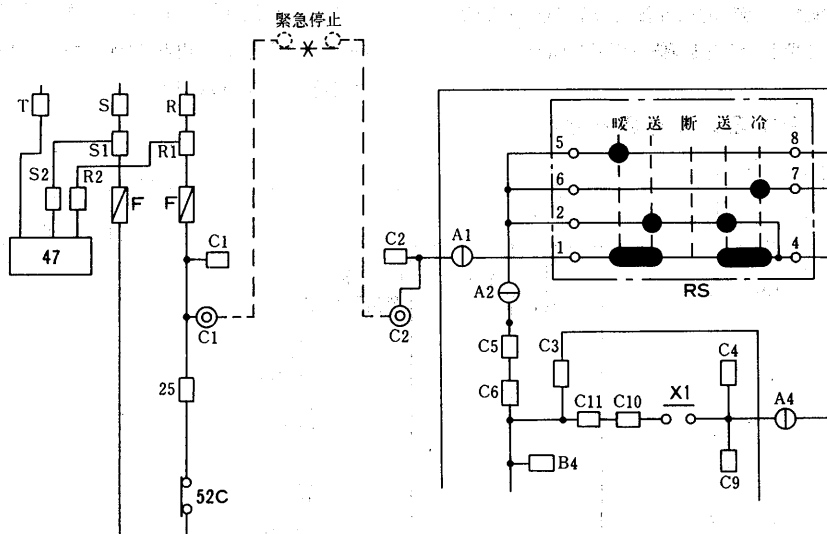 緊急停止
T S R
暖 送 断 送 冷
S1 R1
5 8
S2 R2
6 7
F F
2
C1 C2 A1
1 4
47
RS
A2
C1 C2
C5 C3 C4
25 C6
C11 C10 X1 A4
B4 C9
52C